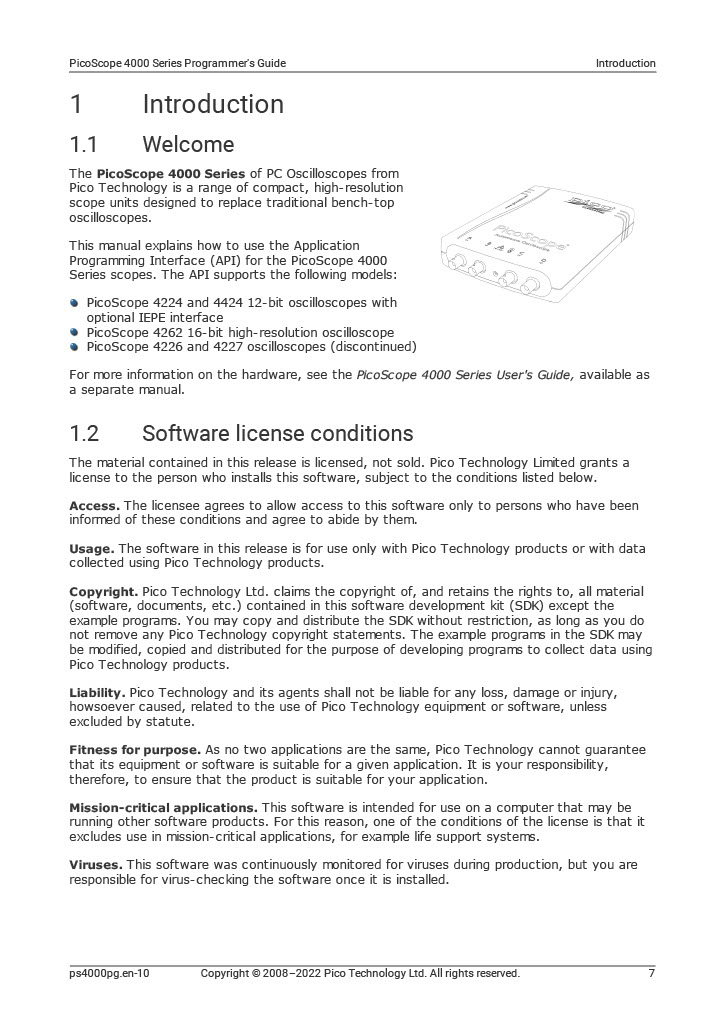 PicoScope 4000 Series Programmer's Guide Introduction
1 Introduction
1.1 Welcome
The PicoScope 4000 Series of PC Oscilloscopes from
Pico Technology is a range of compact, high-resolution
scope units designed to replace traditional bench-top
oscilloscopes.
This manual explains how to use the Application
Programming Interface (API) for the PicoScope 4000
Series scopes. The API supports the following models:
PicoScope 4224 and 4424 12-bit oscilloscopes with
optional IEPE interface
PicoScope 4262 16-bit high-resolution oscilloscope
PicoScope 4226 and 4227 oscilloscopes (discontinued)
pico
PicoScope
For more information on the hardware, see the PicoScope 4000 Series User's Guide, available as
a separate manual.
1.2 Software license conditions
The material contained in this release is licensed, not sold. Pico Technology Limited grants a
license to the person who installs this software, subject to the conditions listed below.
Access. The licensee agrees to allow access to this software only to persons who have been
informed of these conditions and agree to abide by them.
Usage. The software in this release is for use only with Pico Technology products or with data
collected using Pico Technology products.
Copyright. Pico Technology Ltd. claims the copyright of, and retains the rights to, all material
(software, documents, etc.) contained in this software development kit (SDK) except the
example programs. You may copy and distribute the SDK without restriction, as long as you do
not remove any Pico Technology copyright statements. The example programs in the SDK may
be modified, copied and distributed for the purpose of developing programs to collect data using
Pico Technology products.
Liability. Pico Technology and its agents shall not be liable for any loss, damage or injury,
howsoever caused, related to the use of Pico Technology equipment or software, unless
excluded by statute.
Fitness for purpose. As no two applications are the same, Pico Technology cannot guarantee
that its equipment or software is suitable for a given application. It is your responsibility,
therefore, to ensure that the product is suitable for your application.
Mission-critical applications. This software is intended for use on a computer that may be
running other software products. For this reason, one of the conditions of the license is that it
excludes use in mission-critical applications, for example life support systems.
Viruses. This software was continuously monitored for viruses during production, but you are
responsible for virus-checking the software once it is installed.
ps4000pg.en-10 Copyright © 2008–2022 Pico Technology Ltd. All rights reserved. 7